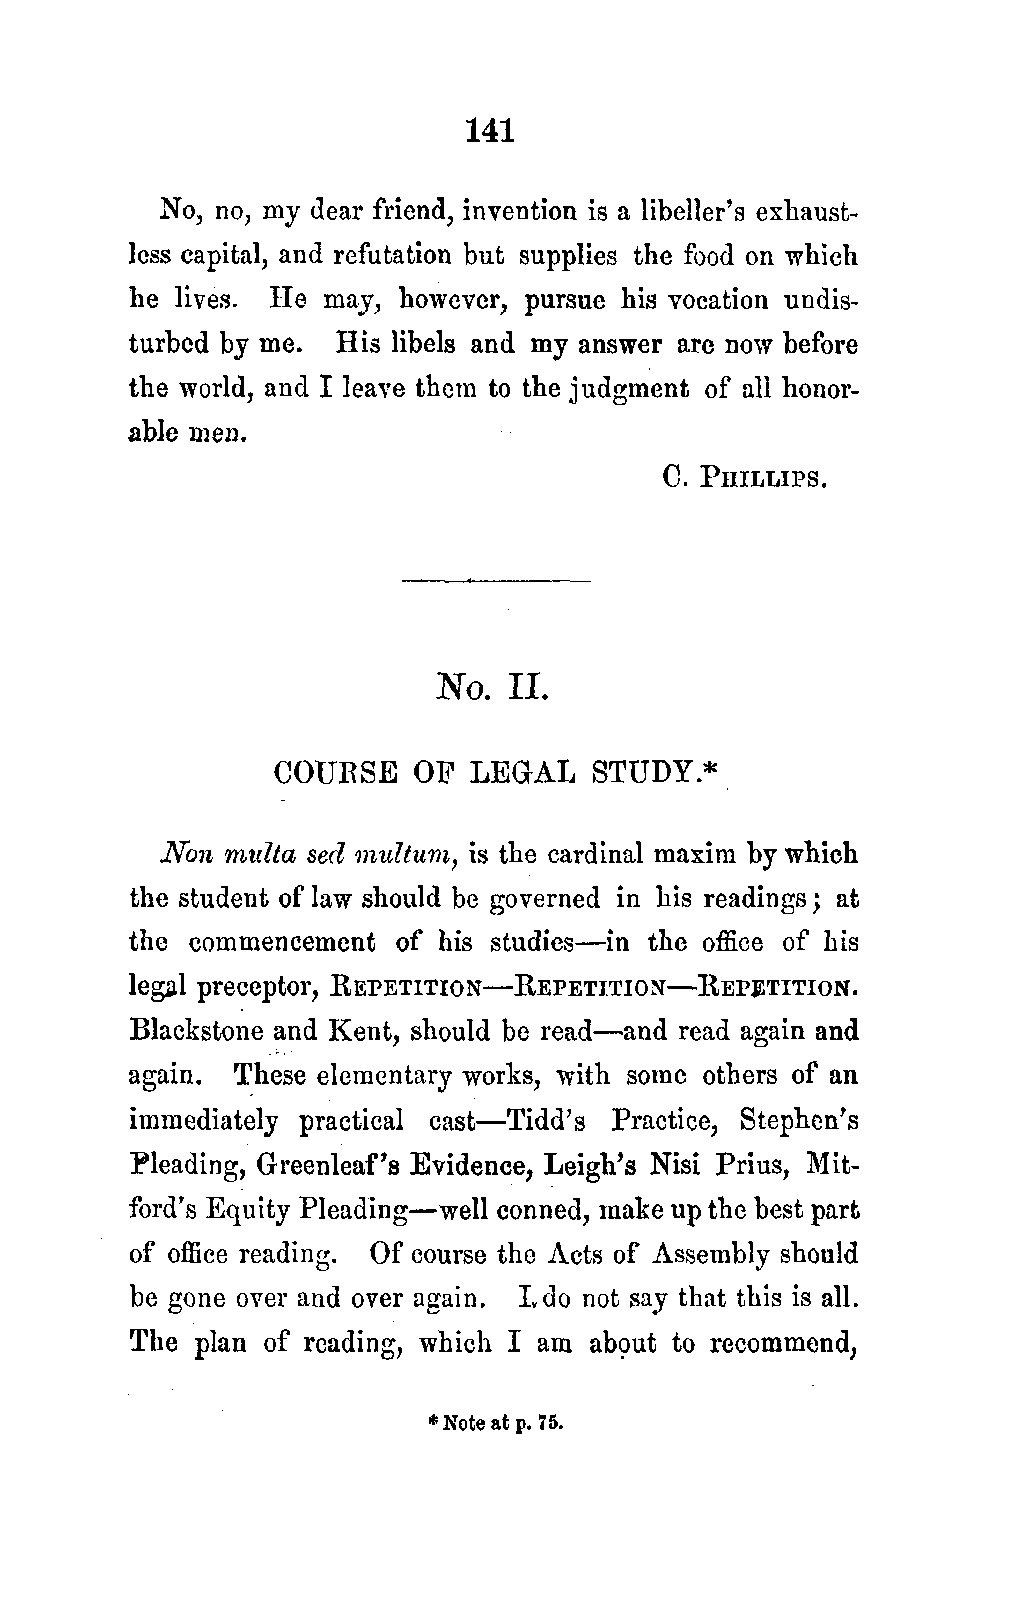 141
No, no, my dear friend, invention is a libeller's exhaust-
less capital, and refutation but supplies the food on which
he lives. He may, however, pursue his vocation undis-
turbed by me. His libels and my answer are now before
the world, and I leave them to the judgment of all honor-
able men.
C. PHILLIPS.
No. II.
COURSE OF LEGAL STUDY.*
Non multa sed multum, is the cardinal maxim by which
the student of law should be governed in his readings; at
the commencement of his studies—in the office of his
legal preceptor, REPETITION—REPETITION—REPETITION.
Blackstone and Kent, should be read—and read again and
again. These elementary works, with some others of an
immediately practical cast—Tidd's Practice, Stephen's
Pleading, Greenleaf's Evidence, Leigh's Nisi Prius, Mit-
ford's Equity Pleading—well conned, make up the best part
of office reading. Of course the Acts of Assembly should
be gone over and over again. I do not say that this is all.
The plan of reading, which I am about to recommend,
* Note at p. 75.